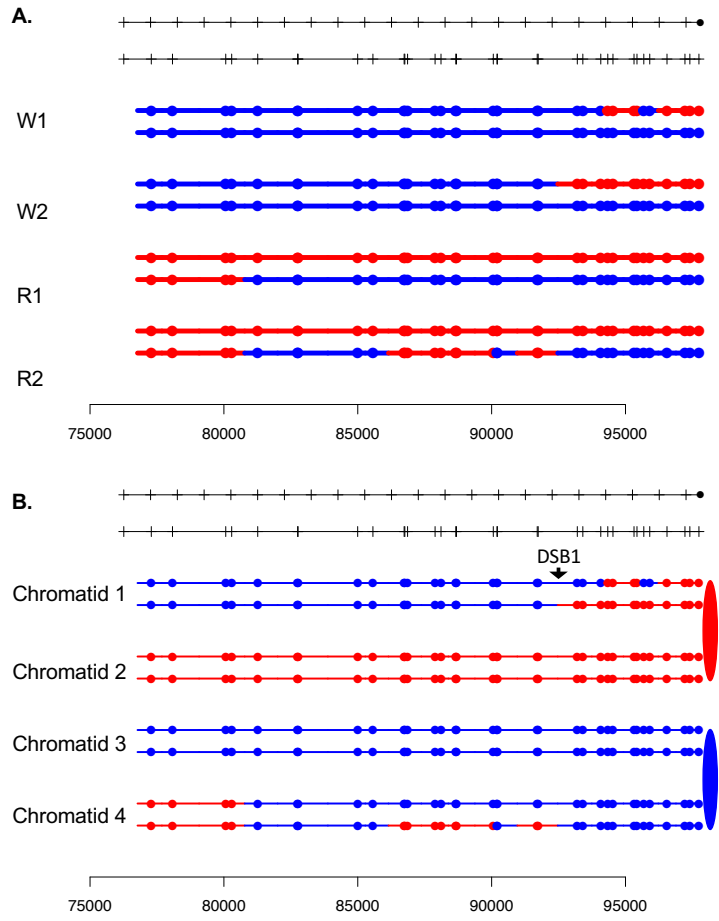 A.
W1
W2
R1
R2
75000 80000 85000 90000 95000
B.
DSB1
Chromatid 1
Chromatid 2
Chromatid 3
Chromatid 4
75000 80000 85000 90000 95000